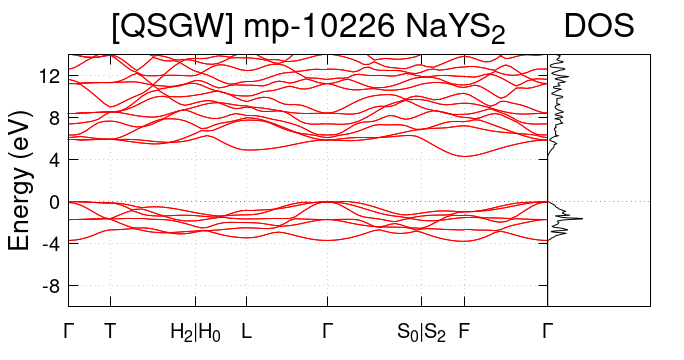 [QSGW] mp-10226 NaYS₂ DOS
Energy (eV)
12
8
4
0
-4
-8
Γ T H₂|H₀ L Γ S₀|S₂ F Γ